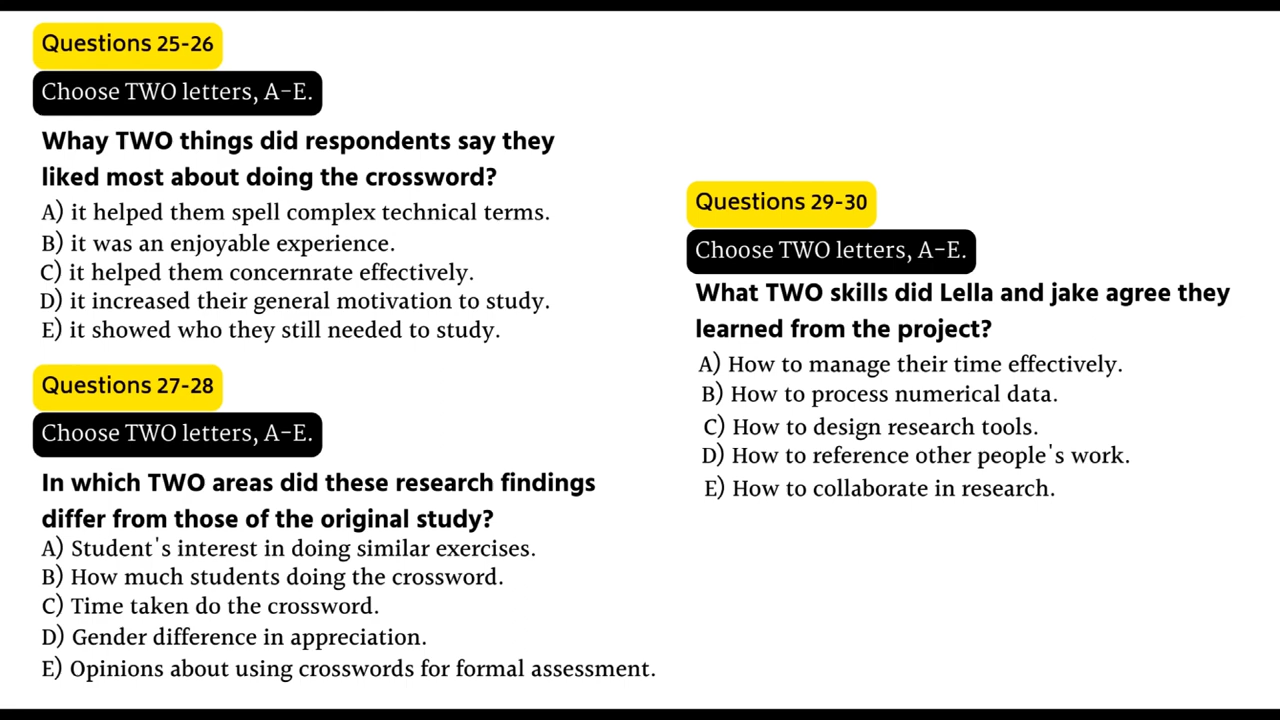 Questions 25-26
Choose TWO letters, A-E.
Whay TWO things did respondents say they
liked most about doing the crossword?
A) it helped them spell complex technical terms.
B) it was an enjoyable experience.
C) it helped them concernrate effectively.
D) it increased their general motivation to study.
E) it showed who they still needed to study.
Questions 27-28
Choose TWO letters, A-E.
In which TWO areas did these research findings
differ from those of the original study?
A) Student's interest in doing similar exercises.
B) How much students doing the crossword.
C) Time taken do the crossword.
D) Gender difference in appreciation.
E) Opinions about using crosswords for formal assessment.
Questions 29-30
Choose TWO letters, A-E.
What TWO skills did Lella and jake agree they
learned from the project?
A) How to manage their time effectively.
B) How to process numerical data.
C) How to design research tools.
D) How to reference other people's work.
E) How to collaborate in research.